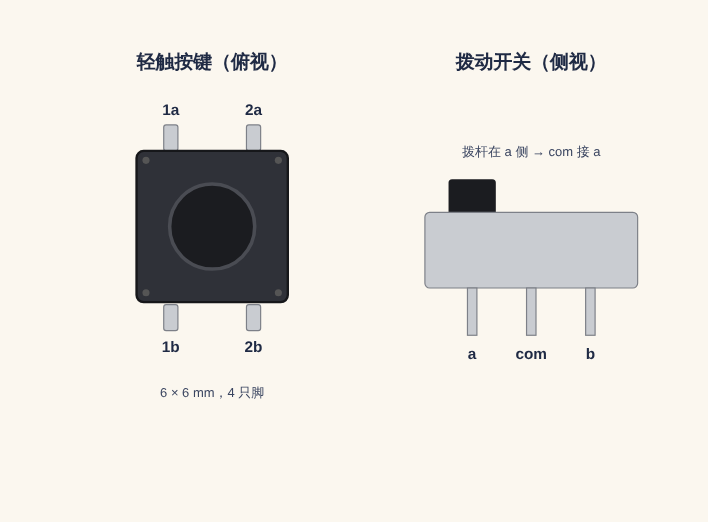 轻触按键（俯视）
拨动开关（侧视）
1a 2a
拨杆在 a 侧 → com 接 a
1b 2b
a com b
6 × 6 mm，4 只脚